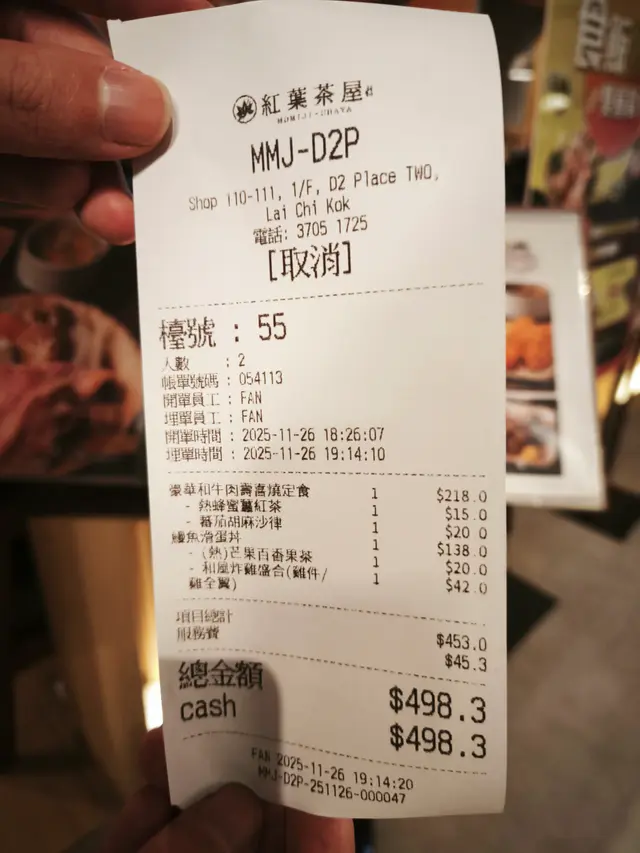 紅葉茶屋
MOMIJI-CHAYA
MMJ-D2P
Shop 110-111, 1/F, D2 Place TWO,
Lai Chi Kok
電話: 3705 1725
[取消]
檯號 : 55
人數 : 2
帳單號碼 : 054113
開單員工 : FAN
埋單員工 : FAN
開單時間 : 2025-11-26 18:26:07
埋單時間 : 2025-11-26 19:14:10
豪華和牛肉壽喜燒定食 1 $218.0
- 熱蜂蜜薑紅茶 1 $15.0
- 番茄胡麻沙律 1 $20.0
鰻魚滑蛋丼 1 $138.0
- (熱)芒果百香果茶 1 $20.0
- 和風炸雞盛合(雞件/雞全翼) 1 $42.0
項目總計 $453.0
服務費 $45.3
總金額 $498.3
cash $498.3
FAN 2025-11-26 19:14:20
MMJ-D2P-251126-000047